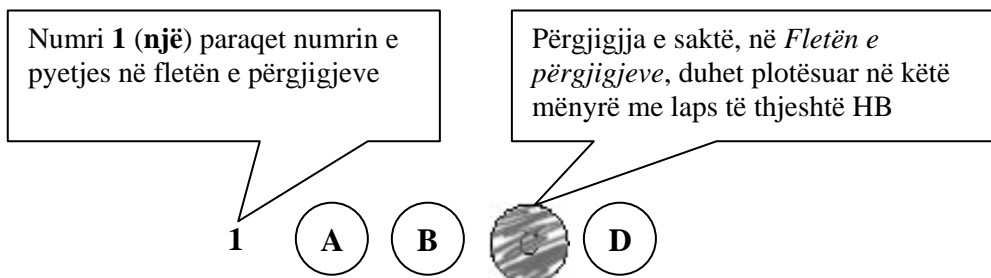 Numri 1 (një) paraqet numrin e
pyetjes në fletën e përgjigjeve
Përgjigjja e saktë, në Fletën e
përgjigjeve, duhet plotësuar në këtë
mënyrë me laps të thjeshtë HB
1 A B D